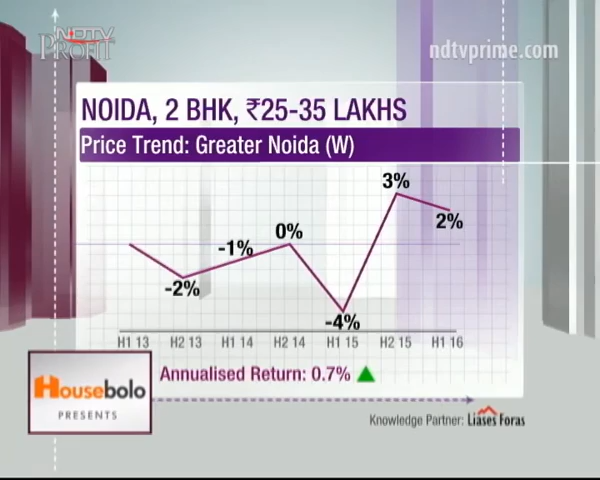 NDTV
PROFIT
ndtvprime.com
NOIDA, 2 BHK, ₹25-35 LAKHS
Price Trend: Greater Noida (W)
3%
2%
0%
-1%
-2%
-4%
H1 13 H2 13 H1 14 H2 14 H1 15 H2 15 H1 16
Annualised Return: 0.7%
Housebolo
PRESENTS
Knowledge Partner: Liases Foras